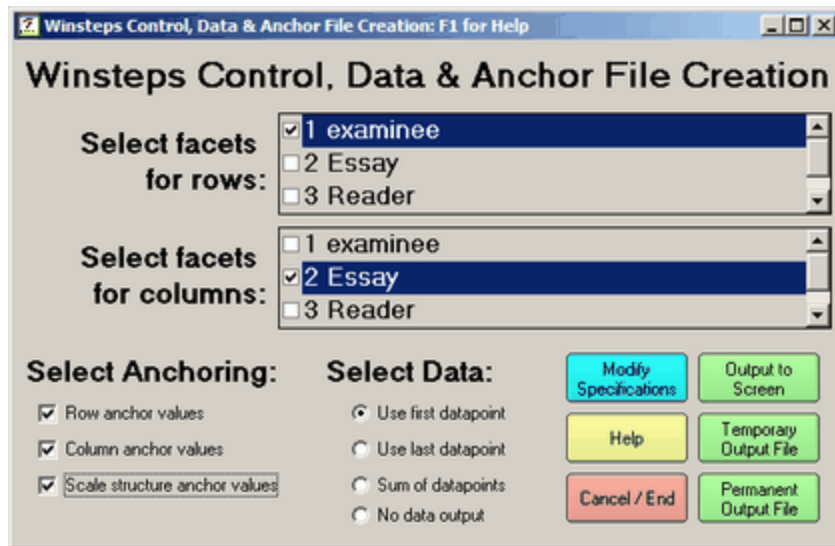 Winsteps Control, Data & Anchor File Creation: F1 for Help
Winsteps Control, Data & Anchor File Creation
Select facets
for rows:
1 examinee
2 Essay
3 Reader
Select facets
for columns:
1 examinee
2 Essay
3 Reader
Select Anchoring:
Row anchor values
Column anchor values
Scale structure anchor values
Select Data:
Use first datapoint
Use last datapoint
Sum of datapoints
No data output
Modify
Specifications
Output to
Screen
Help
Temporary
Output File
Cancel / End
Permanent
Output File